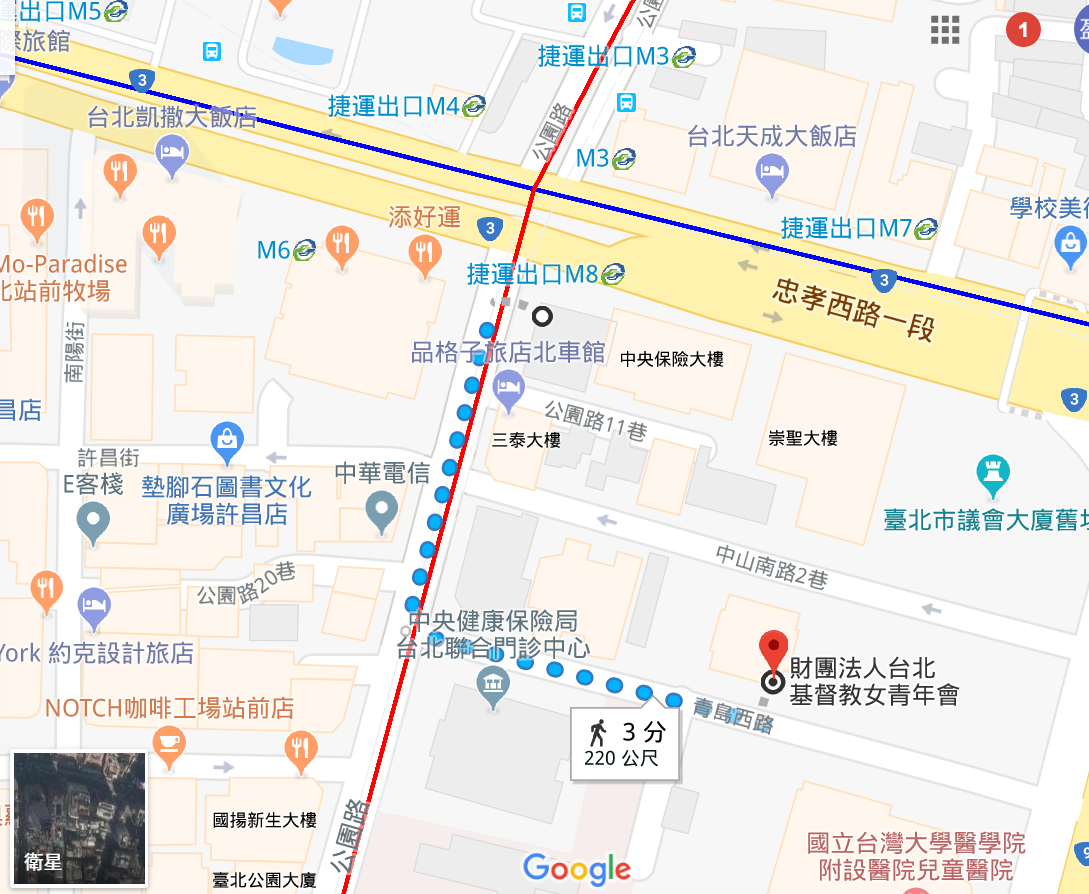 出口M5
際旅館
3
捷運出口M3
1
捷運出口M4
公園路
台北凱撒大飯店
台北天成大飯店
M3
學校美術
添好運
3
捷運出口M7
M6
捷運出口M8
3
Mo-Paradise
北站前牧場
忠孝西路一段
南陽街
品格子旅店北車館
中央保險大樓
昌店
3
公園路11巷
三泰大樓
崇聖大樓
許昌街
中華電信
E客棧
墊腳石圖書文化
廣場許昌店
臺北市議會大廈舊址
中山南路2巷
公園路20巷
中央健康保險局
台北聯合門診中心
York 約克設計旅店
財團法人台北
基督教女青年會
NOTCH咖啡工場站前店
青島西路
3 分
220 公尺
國揚新生大樓
公園路
國立台灣大學醫學院
附設醫院兒童醫院
衛星
Google
臺北公園大廈
9